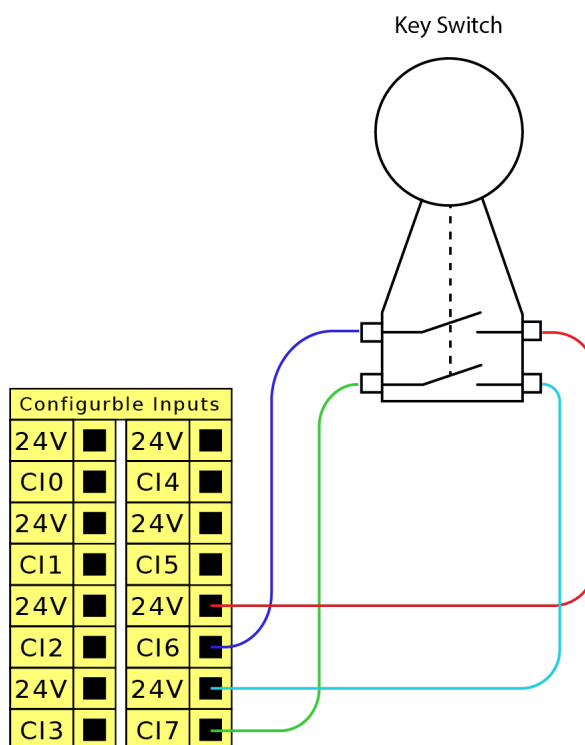 Key Switch
Configurble Inputs
24V 24V
CI0 CI4
24V 24V
CI1 CI5
24V 24V
CI2 CI6
24V 24V
CI3 CI7